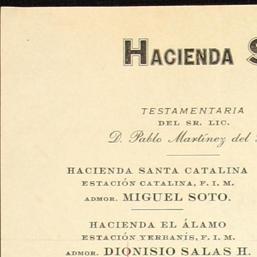 HACIENDA S
TESTAMENTARIA
DEL SR. LIC.
D. Pablo Martínez del
HACIENDA SANTA CATALINA
ESTACIÓN CATALINA, F. I. M.
ADMOR. MIGUEL SOTO.
HACIENDA EL ÁLAMO
ESTACIÓN YERBANÍS, F. I. M.
ADMOR. DIONISIO SALAS H.